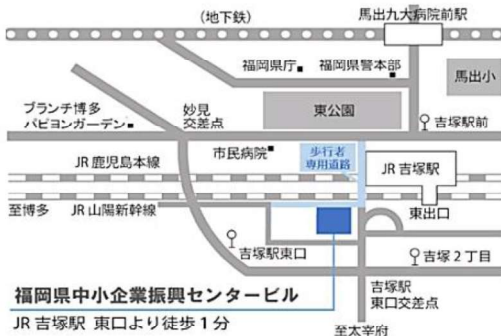 (地下鉄)
馬出九大病院前駅
福岡県庁
福岡県警本部
馬出小
ブランチ博多
パピヨンガーデン
妙見
交差点
東公園
吉塚駅前
市民病院
歩行者
専用道路
JR 吉塚駅
JR 鹿児島本線
至博多
JR 山陽新幹線
東出口
吉塚駅東口
吉塚2丁目
福岡県中小企業振興センタービル
JR 吉塚駅 東口より徒歩1分
吉塚駅
東口交差点
至太宰府